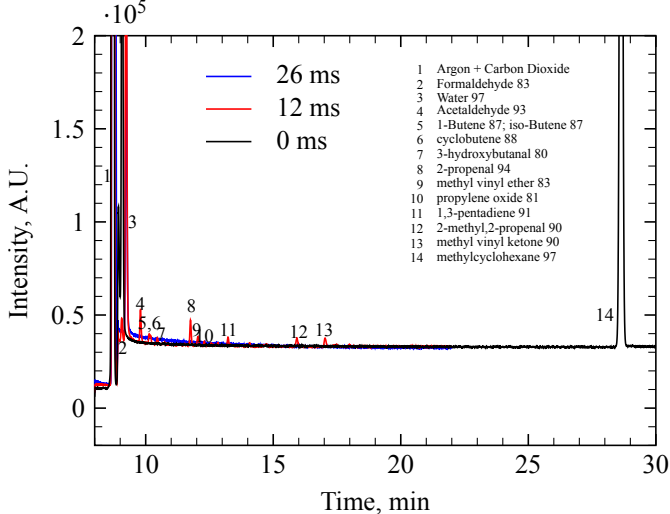 ·10⁵
2
1.5
1
0.5
0
Intensity, A.U.
26 ms
12 ms
0 ms
1 Argon + Carbon Dioxide
2 Formaldehyde 83
3 Water 97
4 Acetaldehyde 93
5 1-Butene 87; iso-Butene 87
6 cyclobutene 88
7 3-hydroxybutanal 80
8 2-propenal 94
9 methyl vinyl ether 83
10 propylene oxide 81
11 1,3-pentadiene 91
12 2-methyl,2-propenal 90
13 methyl vinyl ketone 90
14 methylcyclohexane 97
1
3
2
4
5,6
7
8
9
10
11
12
13
14
10
15
20
25
30
Time, min